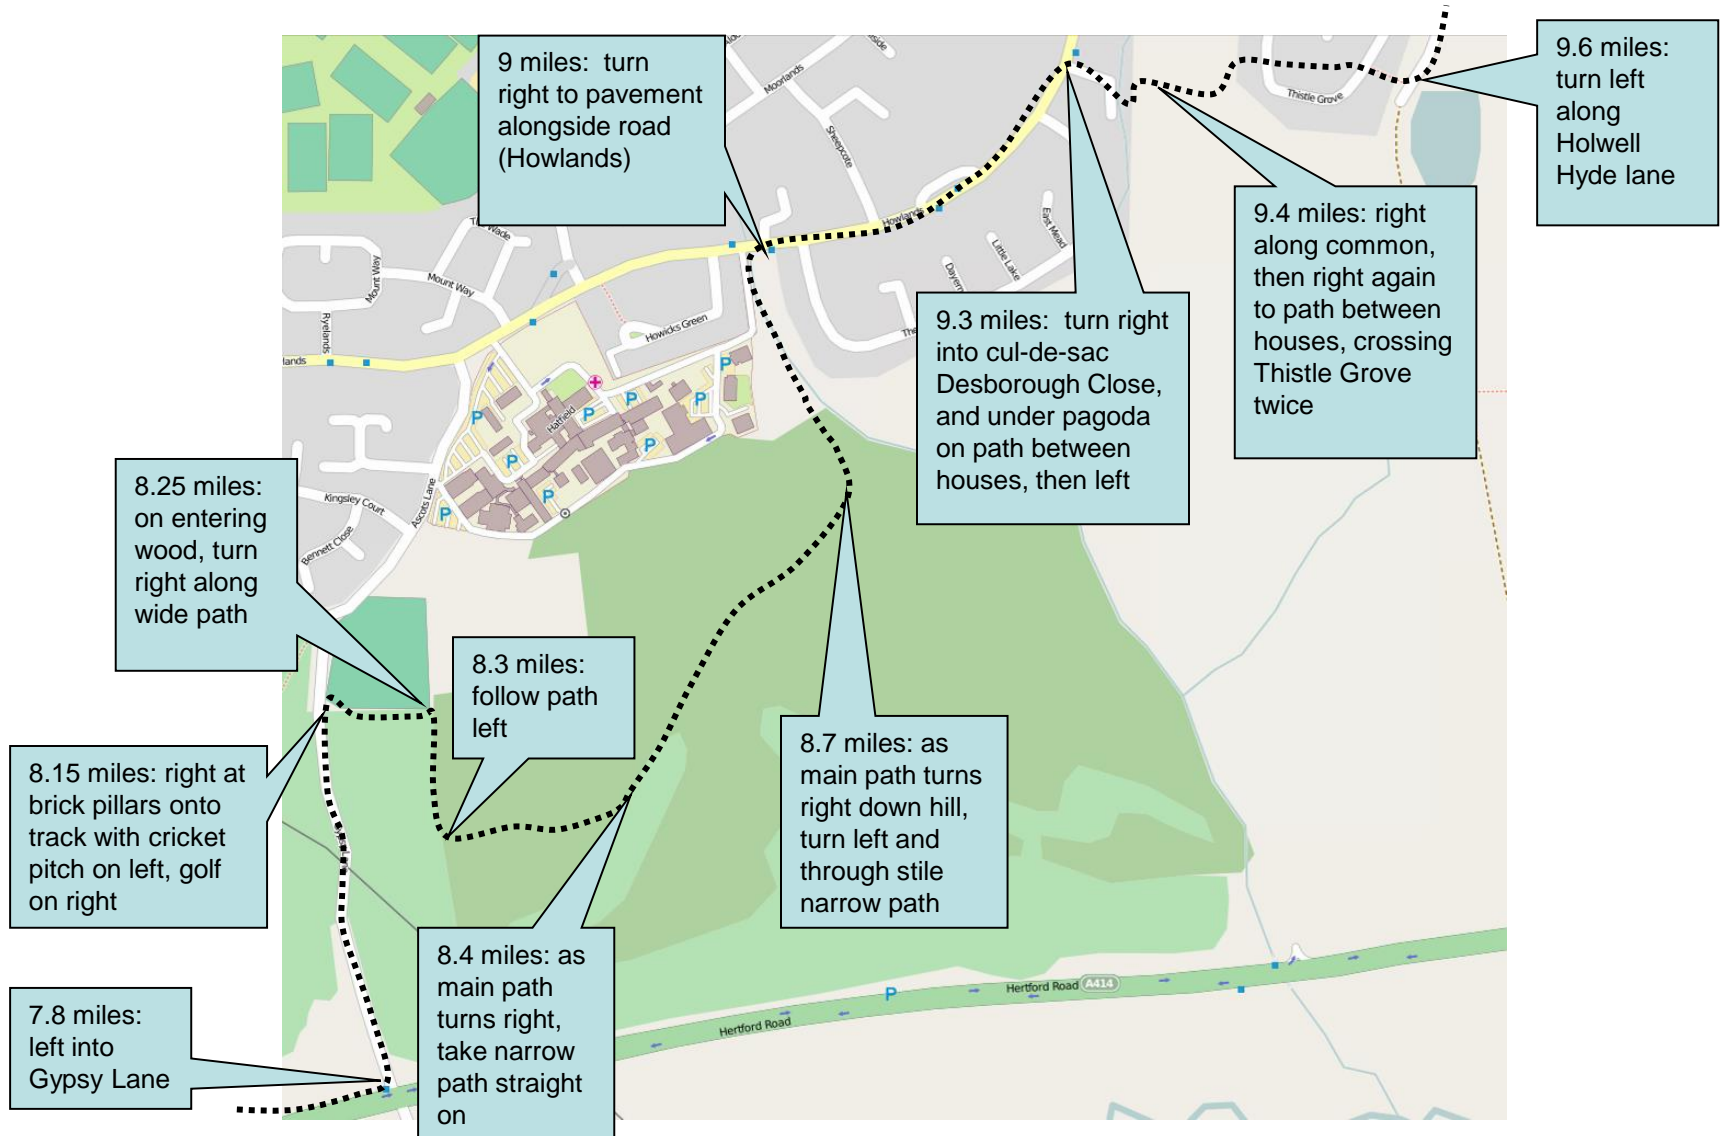 9 miles:  turn
right to pavement
alongside road
(Howlands)
9.6 miles:
turn left
along
Holwell
Hyde lane
Moorlands
Sheepcote
Thistle Grove
9.4 miles: right
along common,
then right again
to path between
houses, crossing
Thistle Grove
twice
Howlands
East Mead
Little Lake
Mount Way
Mount Way
Ryelands
Howicks Green
9.3 miles:  turn right
into cul-de-sac
Desborough Close,
and under pagoda
on path between
houses, then left
Hatfield
P
P
P
P
P
P
P
P
8.25 miles:
on entering
wood, turn
right along
wide path
Kingsley Court
Ascots Lane
Bennett Close
8.3 miles:
follow path
left
8.7 miles: as
main path turns
right down hill,
turn left and
through stile
narrow path
8.15 miles: right at
brick pillars onto
track with cricket
pitch on left, golf
on right
8.4 miles: as
main path
turns right,
take narrow
path straight
on
7.8 miles:
left into
Gypsy Lane
P
Hertford Road
A414
Hertford Road